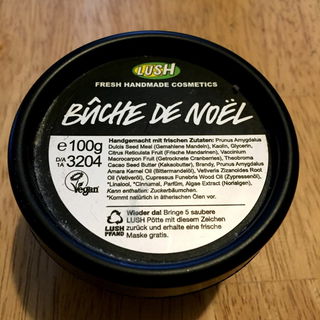 LUSH
FRESH HANDMADE COSMETICS
BÛCHE DE NOËL
e 100g
D/A 3204
1A
Vegan
Handgemacht mit frischen Zutaten: Prunus Amygdalus
Dulcis Seed Meal (Gemahlene Mandeln), Kaolin, Glycerin,
Citrus Reticulata Fruit (Frische Mandarinen), Vaccinium
Macrocarpon Fruit (Getrocknete Cranberries), Theobroma
Cacao Seed Butter (Kakaobutter), Brandy, Prunus Amygdalus
Amara Kernel Oil (Bittermandelöl), Vetiveria Zizanoides Root
Oil (Vetiveröl), Cupressus Funebris Wood Oil (Zypressenöl),
*Linalool, *Cinnamal, Parfüm, Algae Extract (Norialgen),
Kann enthalten: Zuckerbäumchen.
*Kommt natürlich in ätherischen Ölen vor.
LUSH
PFAND
Wieder da! Bringe 5 saubere
LUSH Pötte mit diesem Zeichen
zurück und erhalte eine frische
Maske gratis.